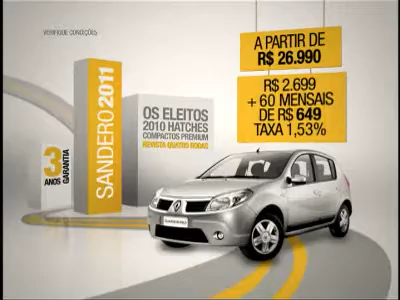 VERIFIQUE CONDIÇÕES
A PARTIR DE
R$ 26.990
R$ 2.699
+ 60 MENSAIS
DE R$ 649
TAXA 1,53%
3
ANOS
GARANTIA
SANDERO 2011
OS ELEITOS
2010 HATCHES
COMPACTOS PREMIUM
REVISTA QUATRO RODAS